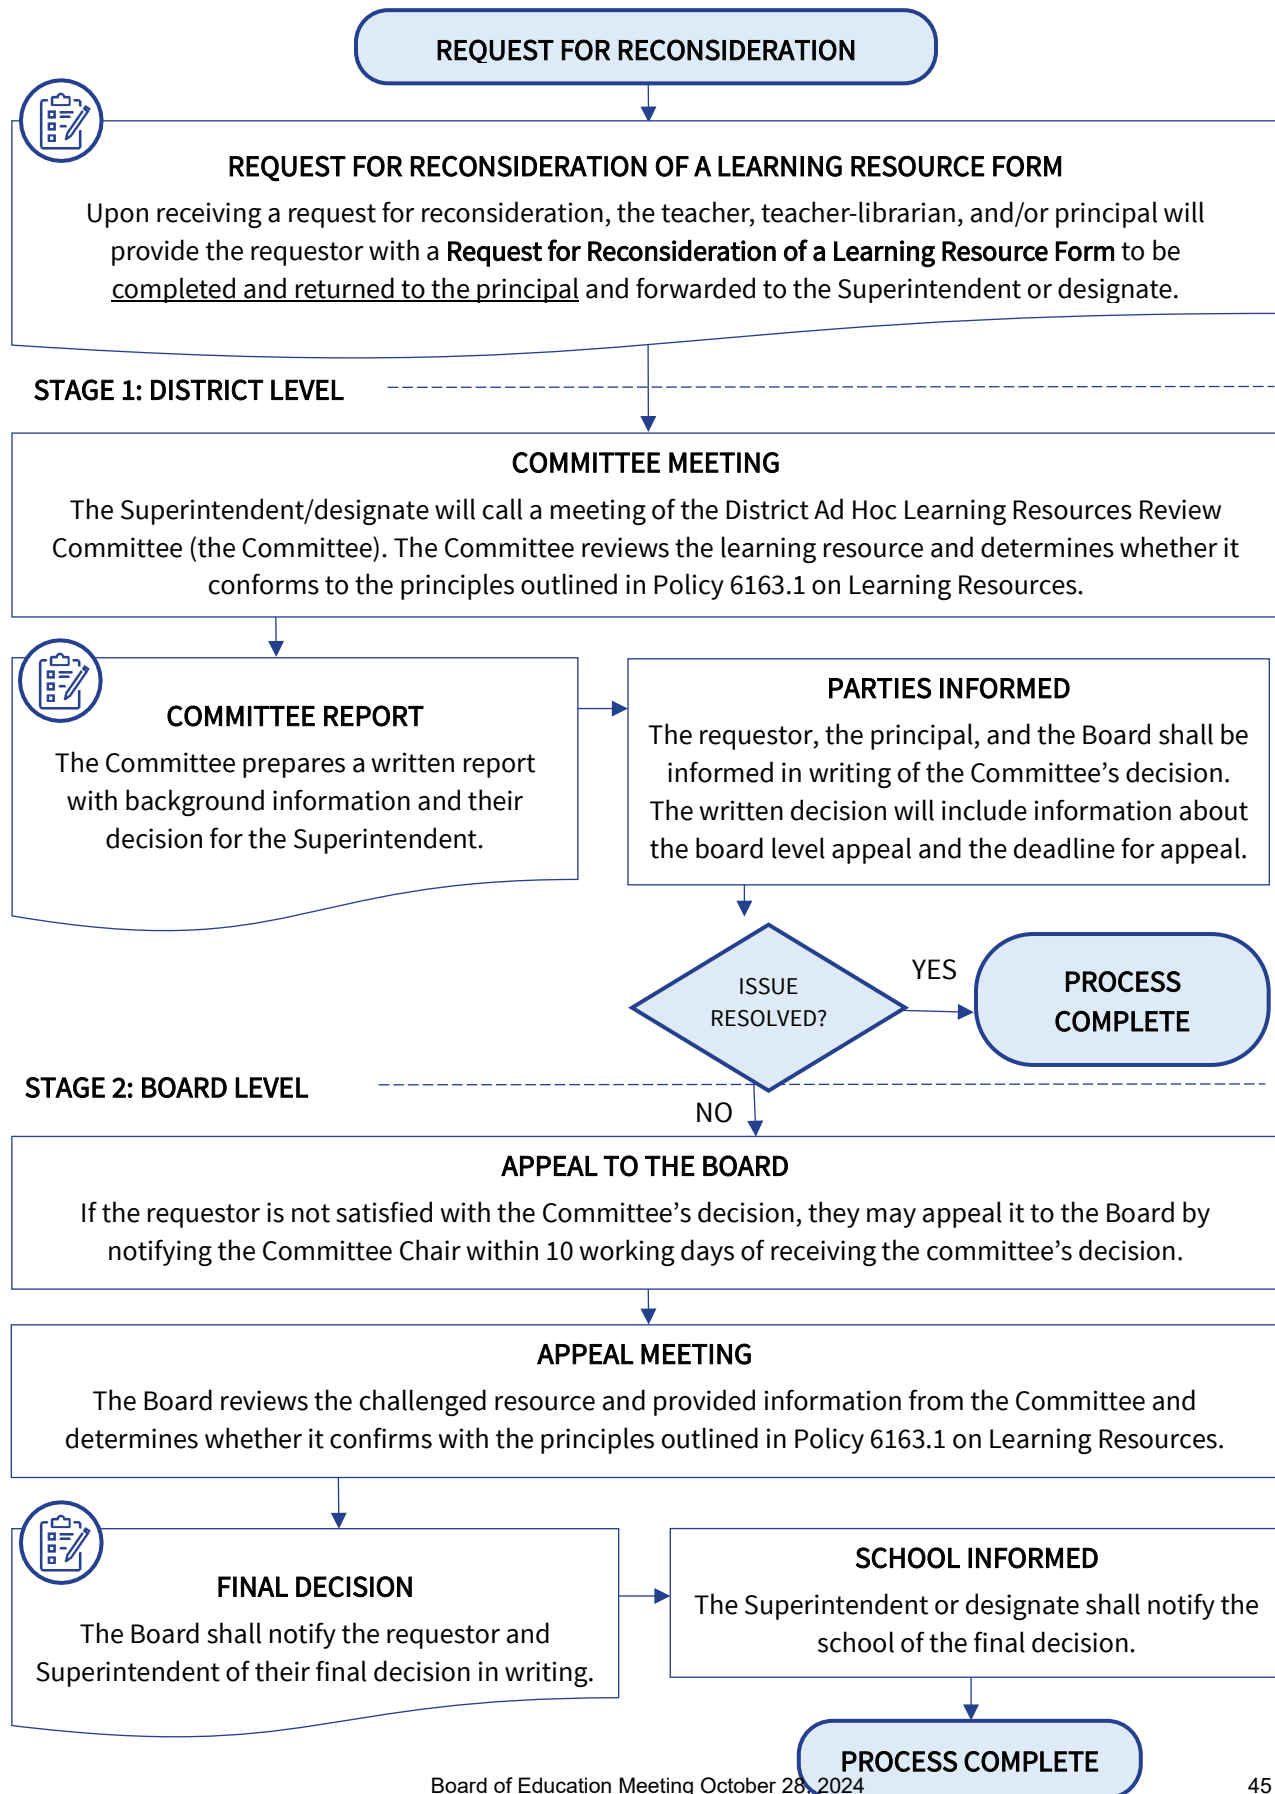 REQUEST FOR RECONSIDERATION
REQUEST FOR RECONSIDERATION OF A LEARNING RESOURCE FORM
Upon receiving a request for reconsideration, the teacher, teacher-librarian, and/or principal will
provide the requestor with a Request for Reconsideration of a Learning Resource Form to be
completed and returned to the principal and forwarded to the Superintendent or designate.
STAGE 1: DISTRICT LEVEL
COMMITTEE MEETING
The Superintendent/designate will call a meeting of the District Ad Hoc Learning Resources Review
Committee (the Committee). The Committee reviews the learning resource and determines whether it
conforms to the principles outlined in Policy 6163.1 on Learning Resources.
COMMITTEE REPORT
The Committee prepares a written report
with background information and their
decision for the Superintendent.
PARTIES INFORMED
The requestor, the principal, and the Board shall be
informed in writing of the Committee’s decision.
The written decision will include information about
the board level appeal and the deadline for appeal.
ISSUE
RESOLVED?
YES
PROCESS
COMPLETE
STAGE 2: BOARD LEVEL
NO
APPEAL TO THE BOARD
If the requestor is not satisfied with the Committee’s decision, they may appeal it to the Board by
notifying the Committee Chair within 10 working days of receiving the committee’s decision.
APPEAL MEETING
The Board reviews the challenged resource and provided information from the Committee and
determines whether it confirms with the principles outlined in Policy 6163.1 on Learning Resources.
FINAL DECISION
The Board shall notify the requestor and
Superintendent of their final decision in writing.
SCHOOL INFORMED
The Superintendent or designate shall notify the
school of the final decision.
PROCESS COMPLETE
Board of Education Meeting October 28, 2024
45